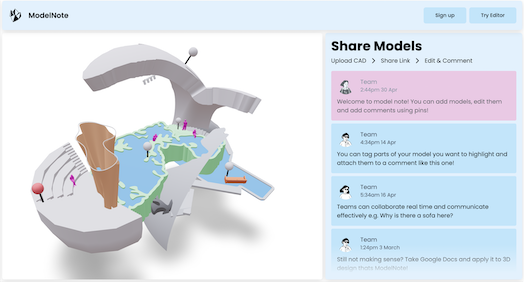 ModelNote
Sign up
Try Editor
Share Models
Upload CAD > Share Link > Edit & Comment
Team
2:44pm 30 Apr
Welcome to model note! You can add models, edit them
and add comments using pins!
Team
4:34pm 14 Apr
You can tag parts of your model you want to highlight and
attach them to a comment like this one!
Team
5:34am 16 Apr
Teams can collaborate real time and communicate
effectively e.g. Why is there a sofa here?
Team
1:24pm 3 March
Still not making sense? Take Google Docs and apply it to 3D
design thats ModelNote!